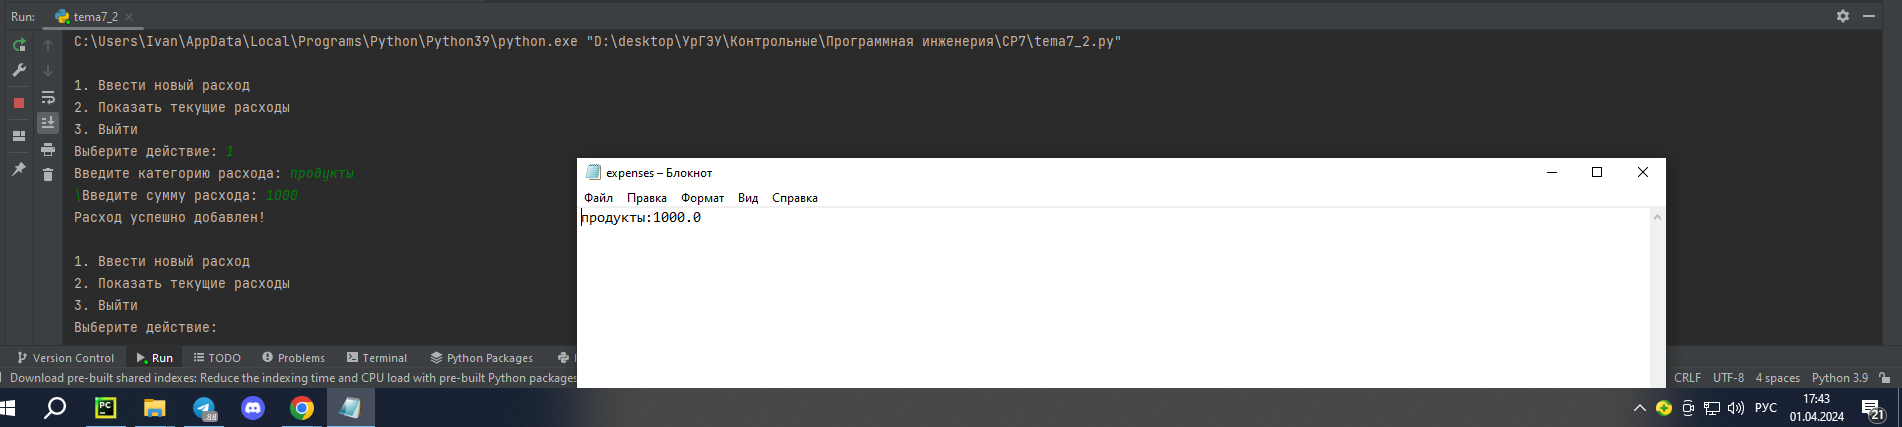 Run: tema7_2
C:\Users\Ivan\AppData\Local\Programs\Python\Python39\python.exe "D:\desktop\УрГЭУ\Контрольные\Программная инженерия\СР7\tema7_2.py"
1. Ввести новый расход
2. Показать текущие расходы
3. Выйти
Выберите действие: 1
Введите категорию расхода: продукты
\Введите сумму расхода: 1000
Расход успешно добавлен!
1. Ввести новый расход
2. Показать текущие расходы
3. Выйти
Выберите действие:
expenses – Блокнот
Файл Правка Формат Вид Справка
продукты:1000.0
Version Control Run TODO Problems Terminal Python Packages
Download pre-built shared indexes: Reduce the indexing time and CPU load with pre-built Python packages
CRLF UTF-8 4 spaces Python 3.9
PC
88
РУС
17:43
01.04.2024
21